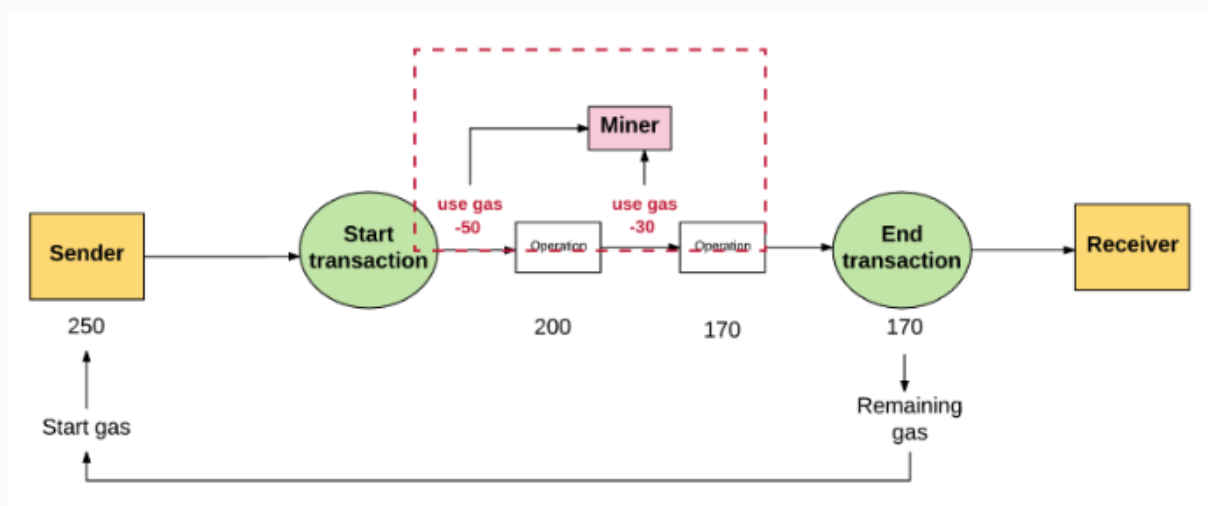 Miner
use gas
-50
use gas
-30
Sender
Start
transaction
Operation
Operation
End
transaction
Receiver
250
200
170
170
Start gas
Remaining
gas